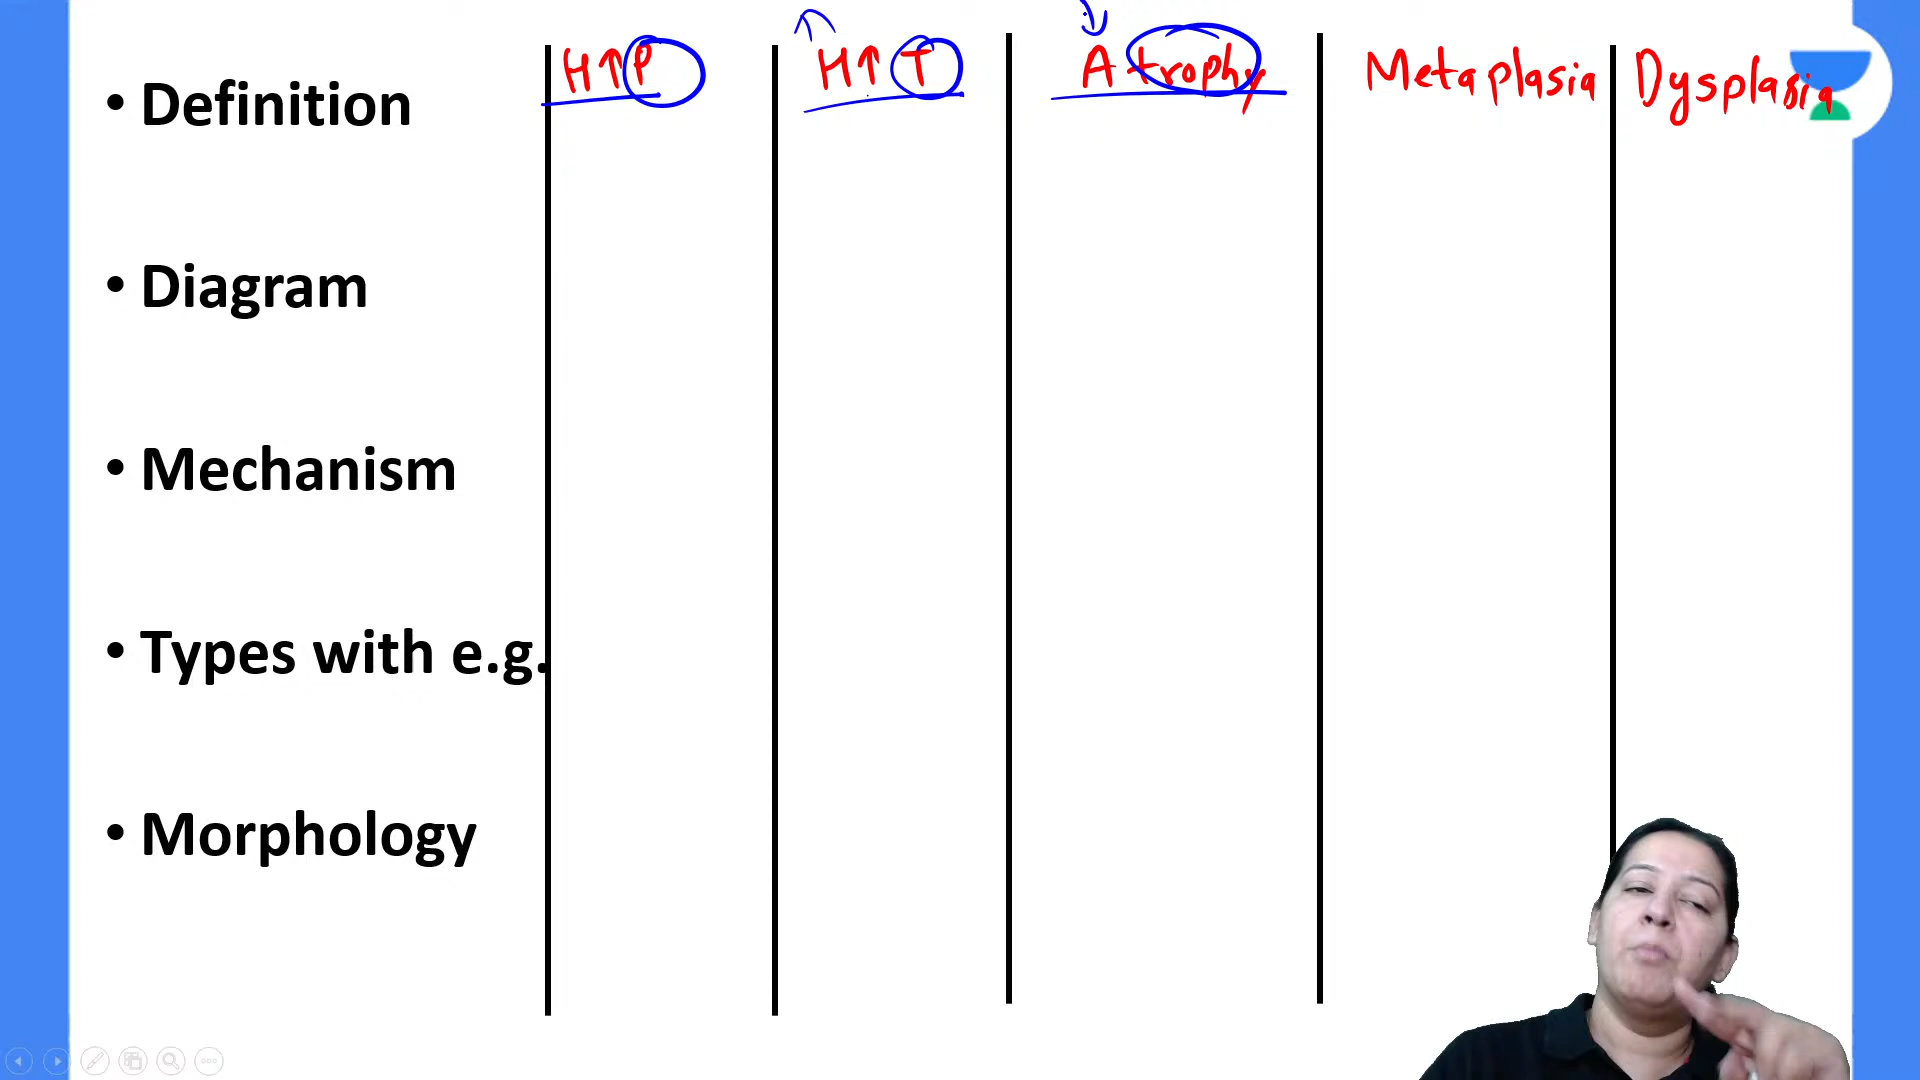 H↑P H↑T Atrophy Metaplasia Dysplasia
• Definition
• Diagram
• Mechanism
• Types with e.g.
• Morphology